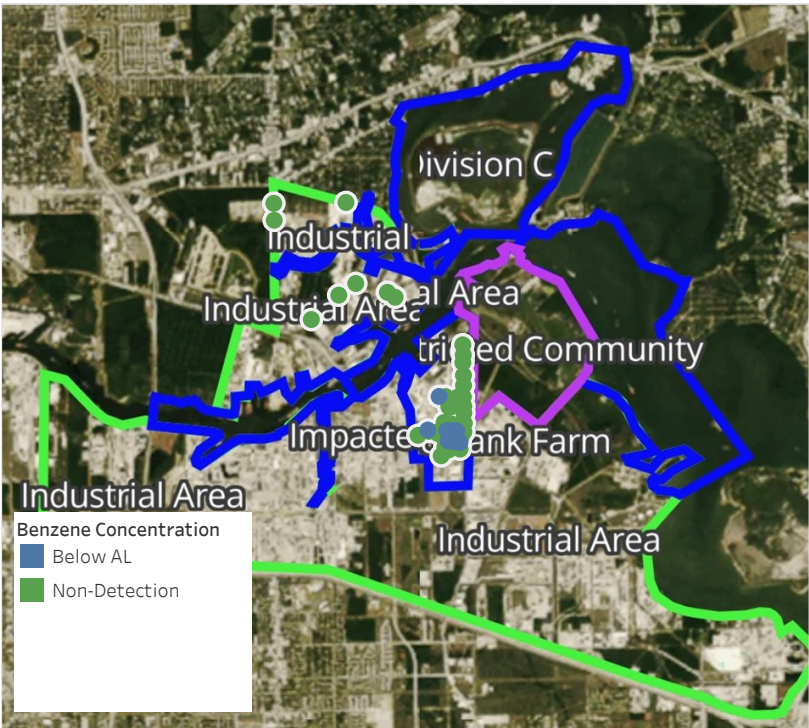 Division C
Industrial
al Area
Industrial Area
tricted Community
Impacte
ank Farm
Industrial Area
Industrial Area
Benzene Concentration
Below AL
Non-Detection